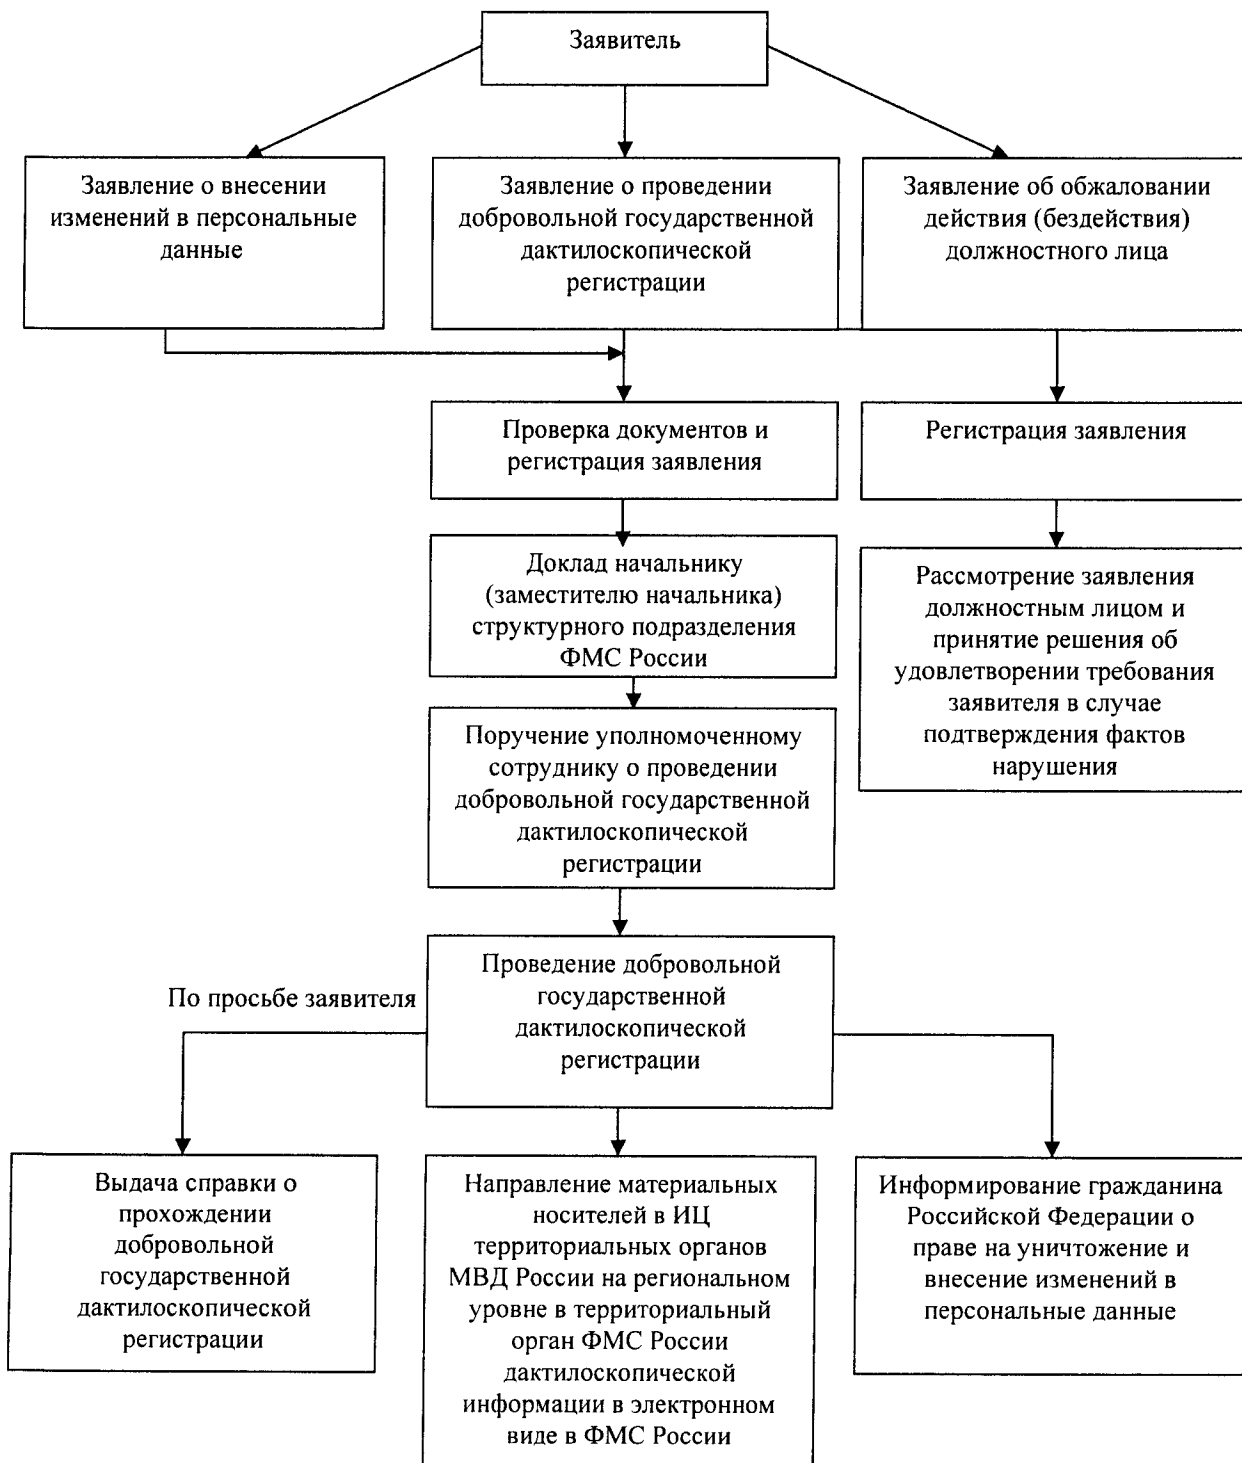 Заявитель
Заявление о внесении
изменений в персональные
данные
Заявление о проведении
добровольной государственной
дактилоскопической
регистрации
Заявление об обжаловании
действия (бездействия)
должностного лица
Проверка документов и
регистрация заявления
Регистрация заявления
Доклад начальнику
(заместителю начальника)
структурного подразделения
ФМС России
Рассмотрение заявления
должностным лицом и
принятие решения об
удовлетворении требования
заявителя в случае
подтверждения фактов
нарушения
Поручение уполномоченному
сотруднику о проведении
добровольной государственной
дактилоскопической
регистрации
Проведение добровольной
государственной
дактилоскопической
регистрации
По просьбе заявителя
Выдача справки о
прохождении
добровольной
государственной
дактилоскопической
регистрации
Направление материальных
носителей в ИЦ
территориальных органов
МВД России на региональном
уровне в территориальный
орган ФМС России
дактилоскопической
информации в электронном
виде в ФМС России
Информирование гражданина
Российской Федерации о
праве на уничтожение и
внесение изменений в
персональные данные